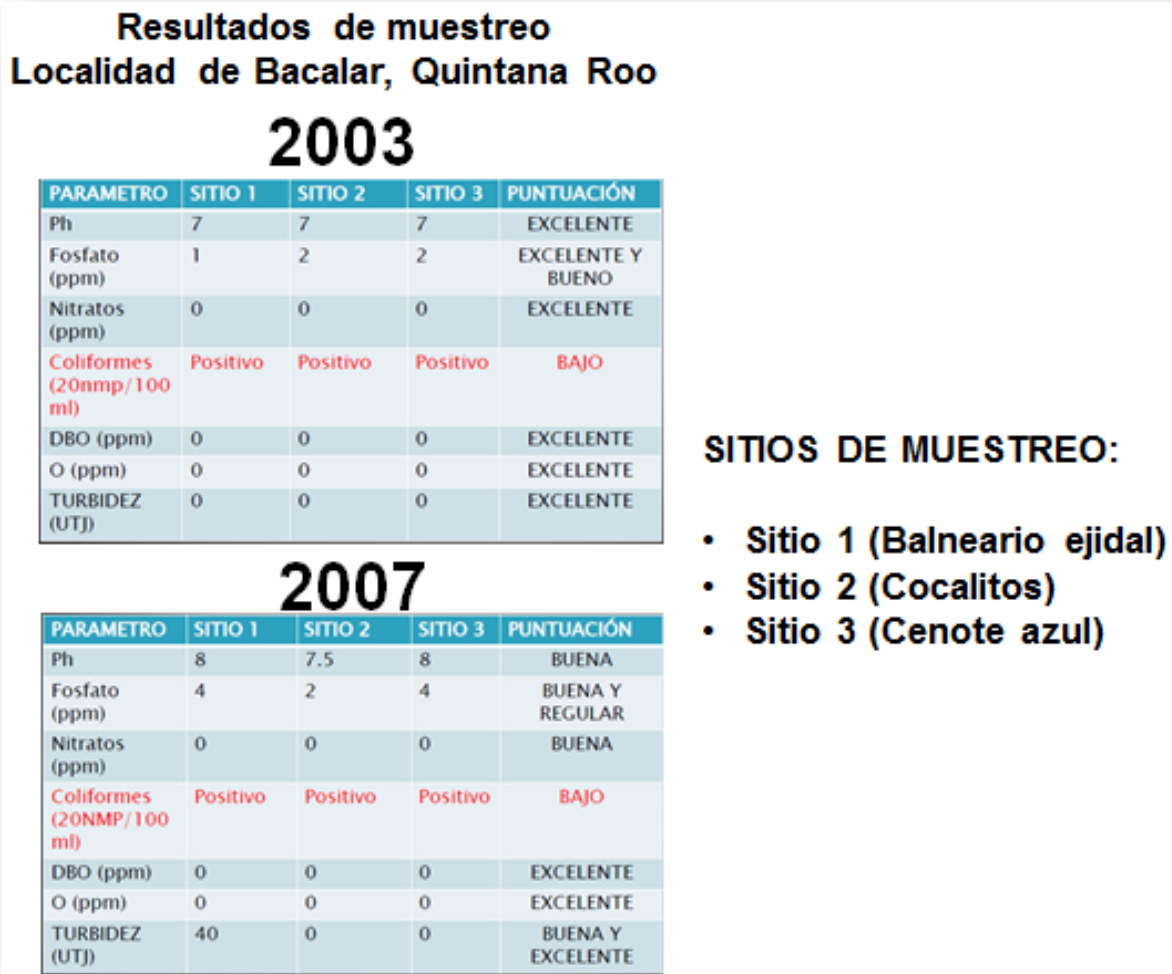 Resultados de muestreo
Localidad de Bacalar, Quintana Roo
2003
PARAMETRO SITIO 1 SITIO 2 SITIO 3 PUNTUACIÓN
Ph 7 7 7 EXCELENTE
Fosfato (ppm) 1 2 2 EXCELENTE Y BUENO
Nitratos (ppm) 0 0 0 EXCELENTE
Coliformes (20nmp/100 ml) Positivo Positivo Positivo BAJO
DBO (ppm) 0 0 0 EXCELENTE
O (ppm) 0 0 0 EXCELENTE
TURBIDEZ (UTJ) 0 0 0 EXCELENTE
2007
PARAMETRO SITIO 1 SITIO 2 SITIO 3 PUNTUACIÓN
Ph 8 7.5 8 BUENA
Fosfato (ppm) 4 2 4 BUENA Y REGULAR
Nitratos (ppm) 0 0 0 BUENA
Coliformes (20NMP/100 ml) Positivo Positivo Positivo BAJO
DBO (ppm) 0 0 0 EXCELENTE
O (ppm) 0 0 0 EXCELENTE
TURBIDEZ (UTJ) 40 0 0 BUENA Y EXCELENTE
SITIOS DE MUESTREO:
• Sitio 1 (Balneario ejidal)
• Sitio 2 (Cocalitos)
• Sitio 3 (Cenote azul)